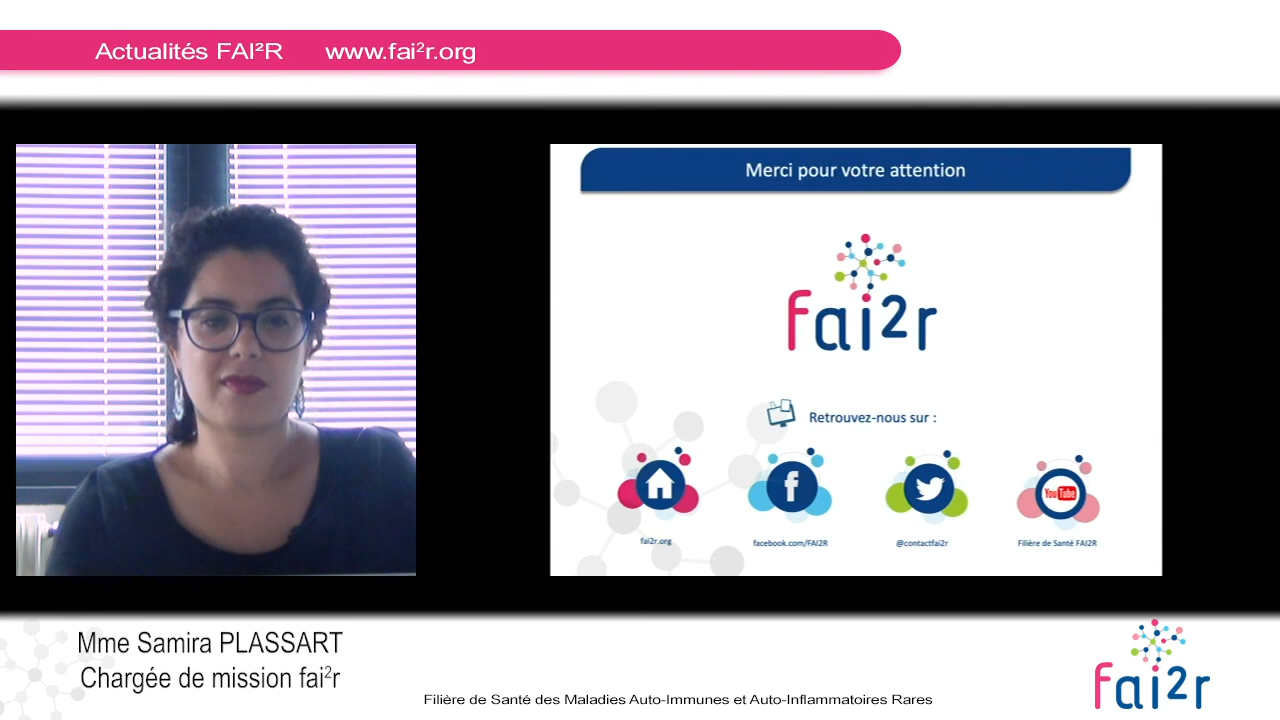 Actualités FAI²R www.fai²r.org
Merci pour votre attention
fai2r
Retrouvez-nous sur :
f
YouTube
fai2r.org
facebook.com/FAI2R
@contactfai2r
Filière de Santé FAI2R
Mme Samira PLASSART
Chargée de mission fai²r
Filière de Santé des Maladies Auto-Immunes et Auto-Inflammatoires Rares
fai2r